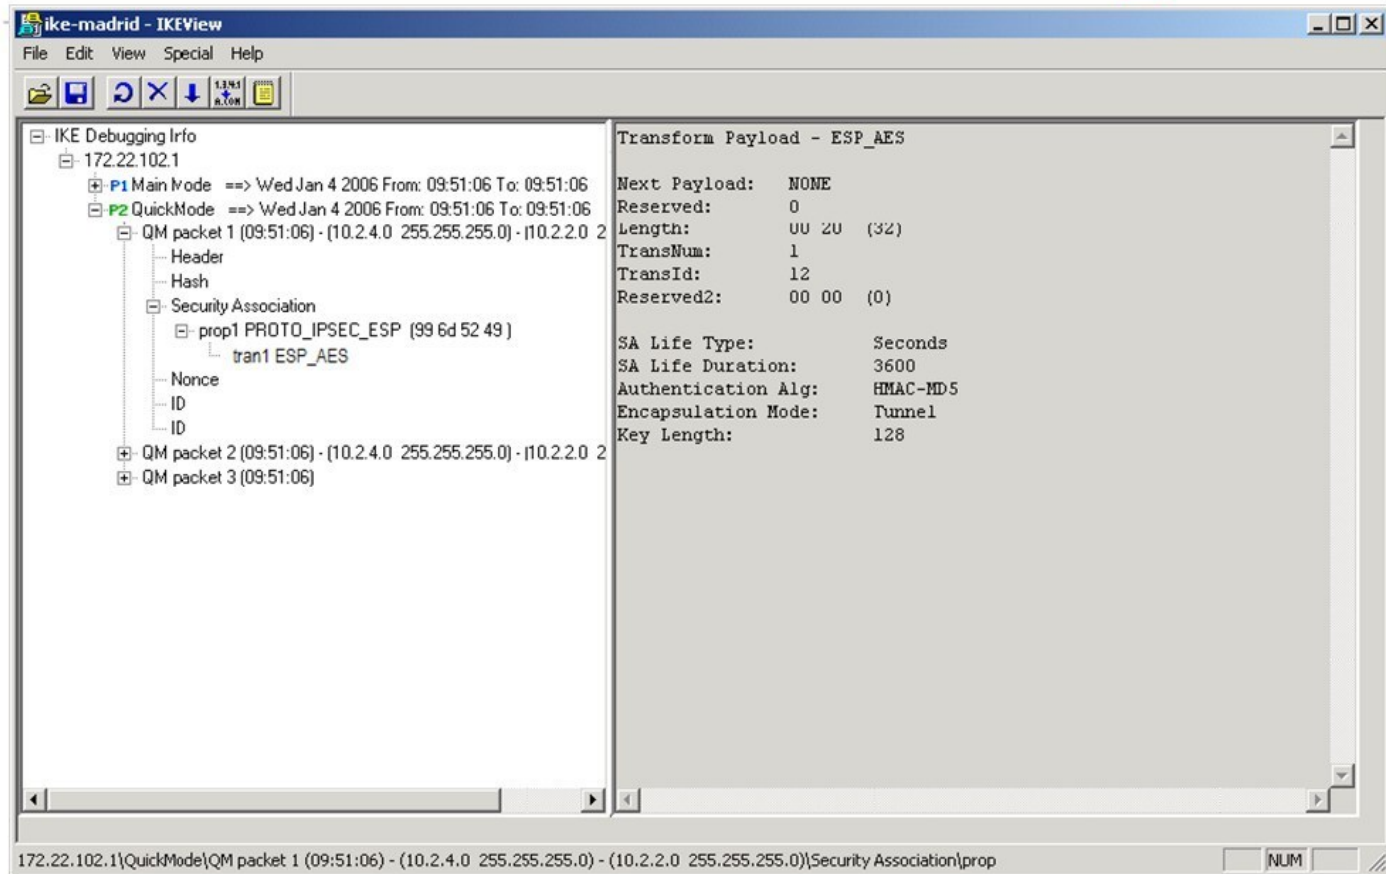 ike-madrid - IKEView
File Edit View Special Help
1.3.4.1
A.COM
IKE Debugging Info
172.22.102.1
P1 Main Mode ==> Wed Jan 4 2006 From: 09:51:06 To: 09:51:06
P2 QuickMode ==> Wed Jan 4 2006 From: 09:51:06 To: 09:51:06
QM packet 1 (09:51:06) - (10.2.4.0 255.255.255.0) - (10.2.2.0 2
Header
Hash
Security Association
prop1 PROTO_IPSEC_ESP (99 6d 52 49 )
tran1 ESP_AES
Nonce
ID
ID
QM packet 2 (09:51:06) - (10.2.4.0 255.255.255.0) - (10.2.2.0 2
QM packet 3 (09:51:06)
Transform Payload - ESP_AES
Next Payload: NONE
Reserved: 0
Length: 00 20 (32)
TransNum: 1
TransId: 12
Reserved2: 00 00 (0)
SA Life Type: Seconds
SA Life Duration: 3600
Authentication Alg: HMAC-MD5
Encapsulation Mode: Tunnel
Key Length: 128
172.22.102.1\QuickMode\QM packet 1 (09:51:06) - (10.2.4.0 255.255.255.0) - (10.2.2.0 255.255.255.0)\Security Association\prop
NUM